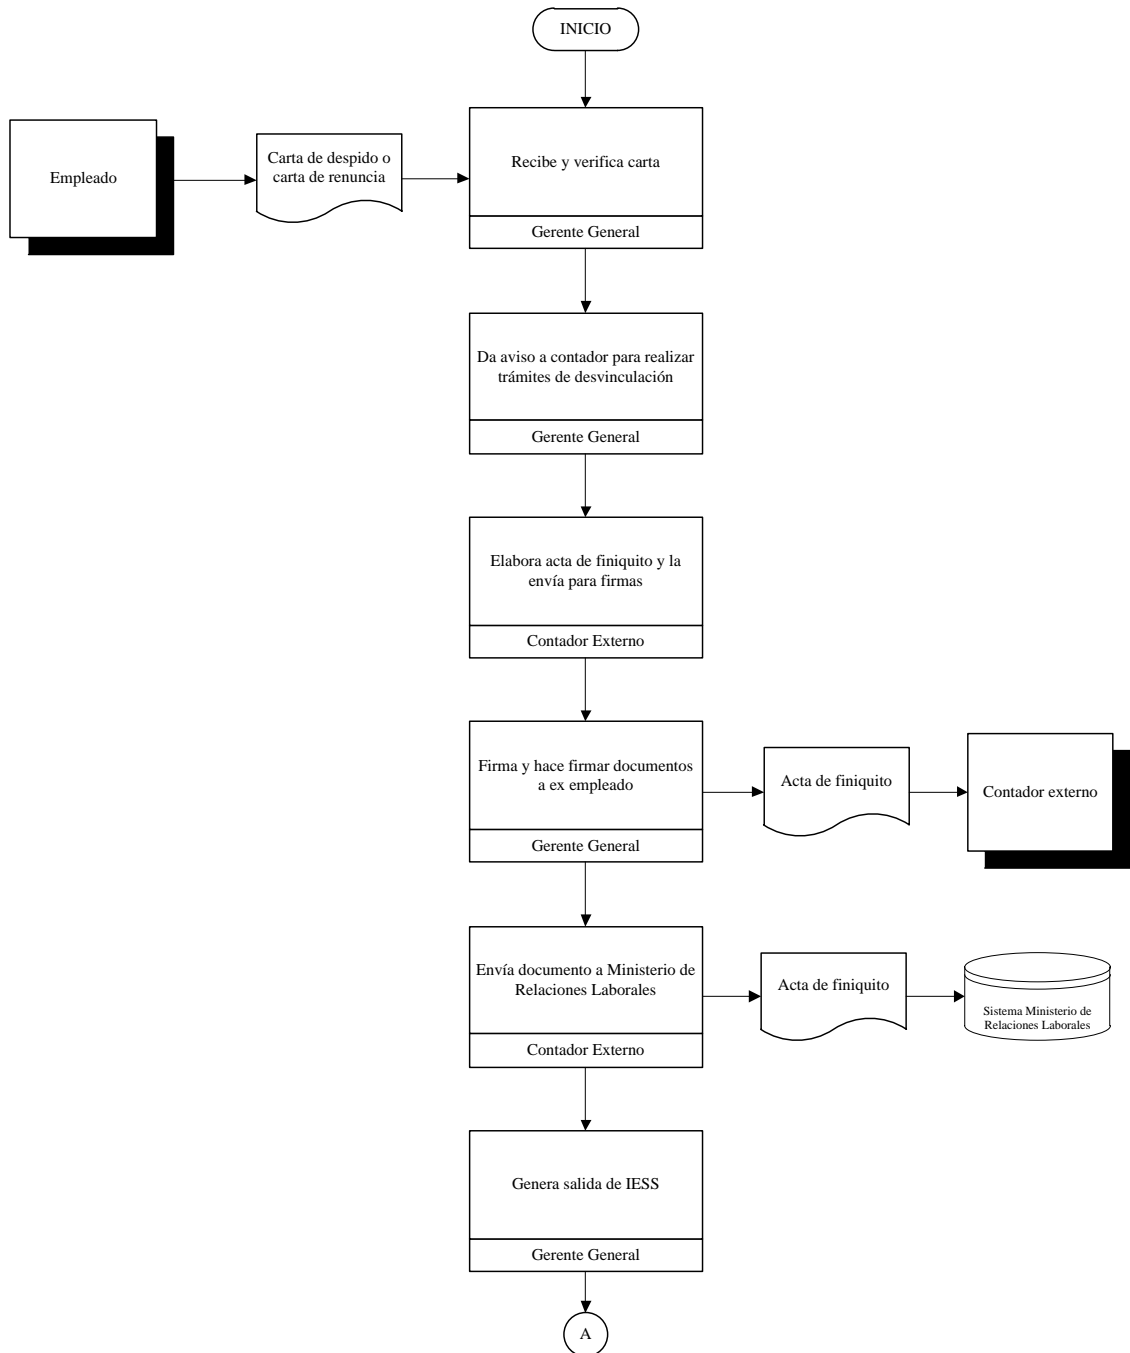 INICIO
Empleado
Carta de despido o
carta de renuncia
Recibe y verifica carta
Gerente General
Da aviso a contador para realizar
trámites de desvinculación
Gerente General
Elabora acta de finiquito y la
envía para firmas
Contador Externo
Firma y hace firmar documentos
a ex empleado
Gerente General
Acta de finiquito
Contador externo
Envía documento a Ministerio de
Relaciones Laborales
Contador Externo
Acta de finiquito
Sistema Ministerio de
Relaciones Laborales
Genera salida de IESS
Gerente General
A